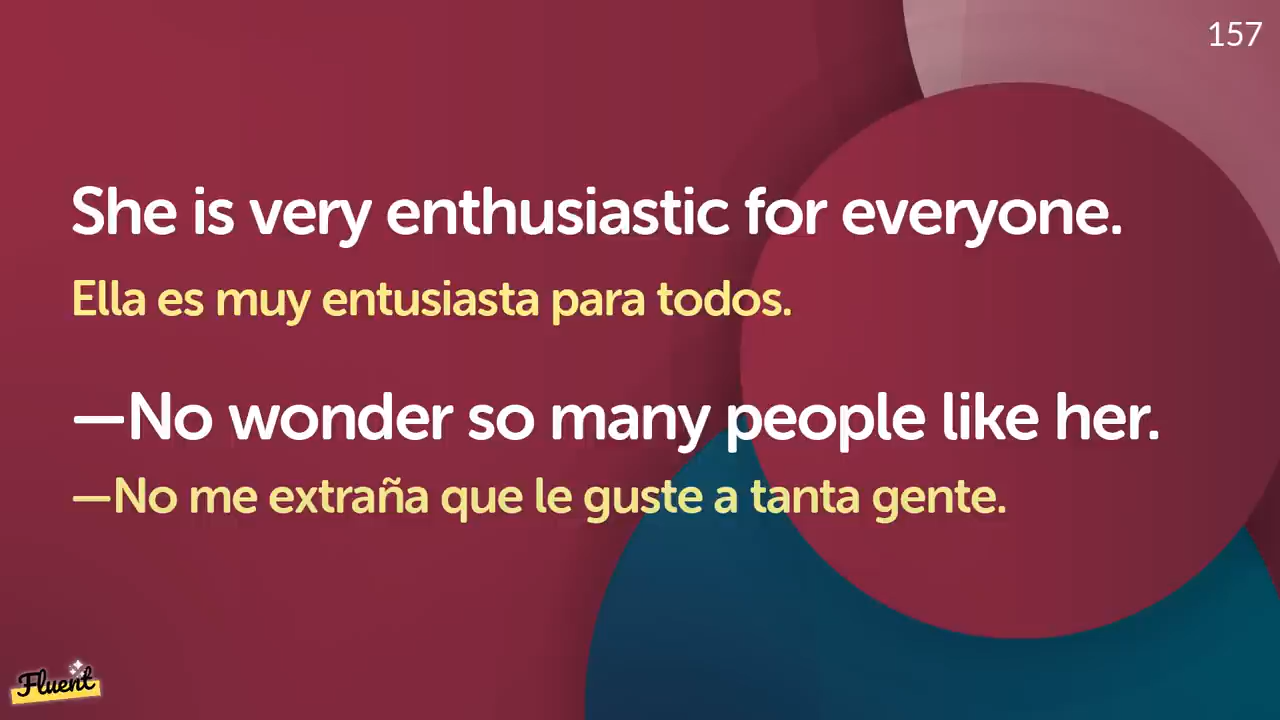 157
She is very enthusiastic for everyone.
Ella es muy entusiasta para todos.
—No wonder so many people like her.
—No me extraña que le guste a tanta gente.
Fluent